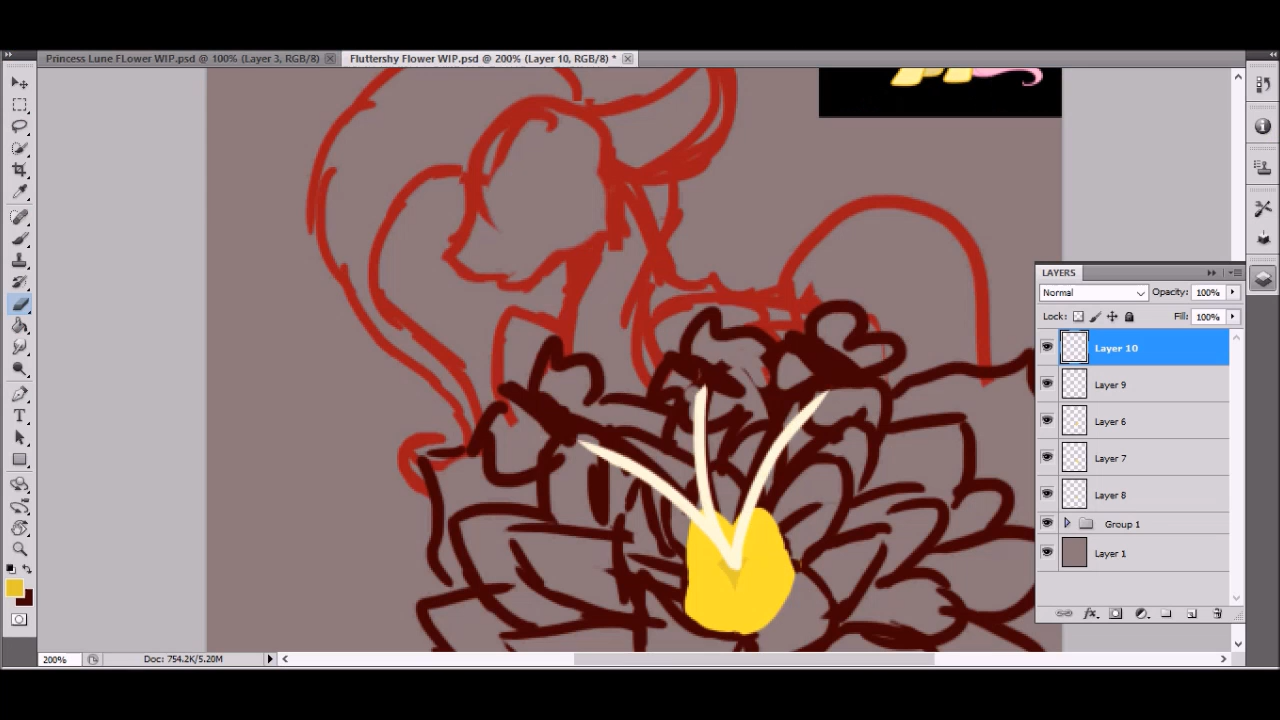 Princess Lune FLower WIP.psd @ 100% (Layer 3, RGB/8)
Fluttershy Flower WIP.psd @ 200% (Layer 10, RGB/8) *
LAYERS
Normal
Opacity: 100%
Lock:
Fill: 100%
Layer 10
Layer 9
Layer 6
Layer 7
Layer 8
Group 1
Layer 1
200%
Doc: 754.2K/5.20M